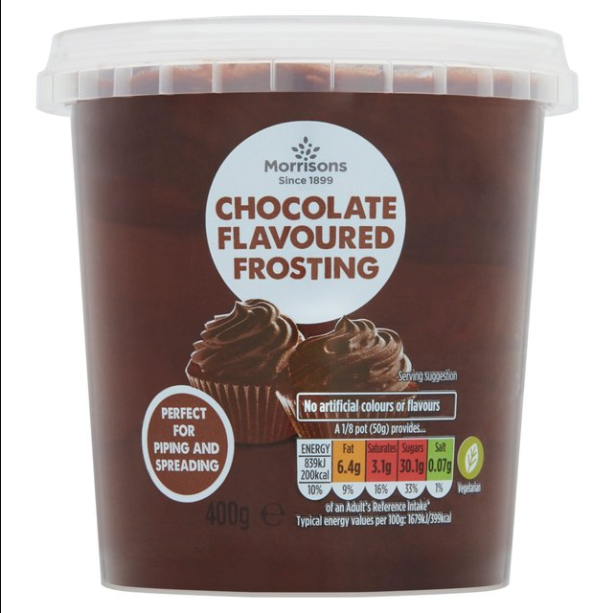 Morrisons
Since 1899
CHOCOLATE
FLAVOURED
FROSTING
Serving suggestion
PERFECT
FOR
PIPING AND
SPREADING
No artificial colours or flavours
A 1/8 pot (50g) provides...
ENERGY Fat Saturates Sugars Salt
839kJ
200kcal 6.4g 3.1g 30.1g 0.07g
10% 9% 16% 33% 1%
Vegetarian
of an Adult's Reference Intake*
Typical energy values per 100g: 1679kJ/399kcal
400g ℮